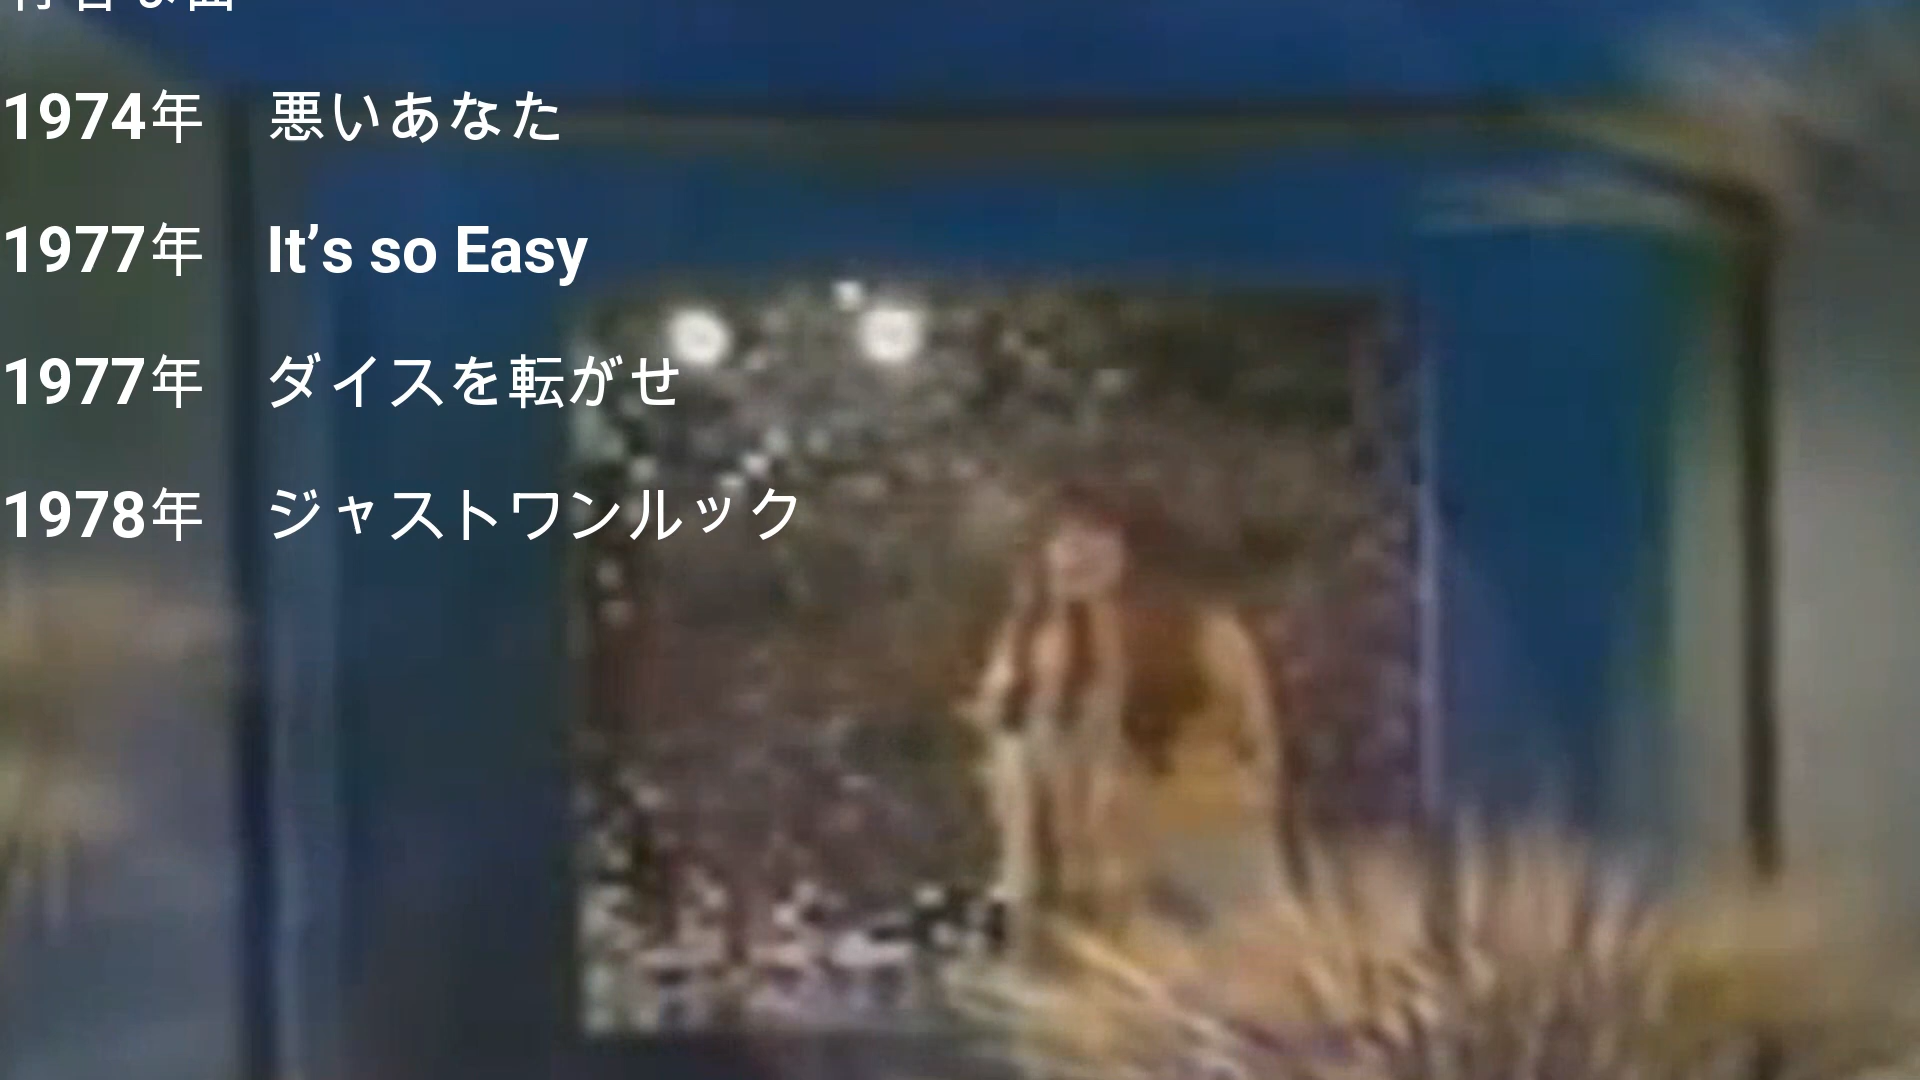 1974年 悪いあなた
1977年 It’s so Easy
1977年 ダイスを転がせ
1978年 ジャストワンルック